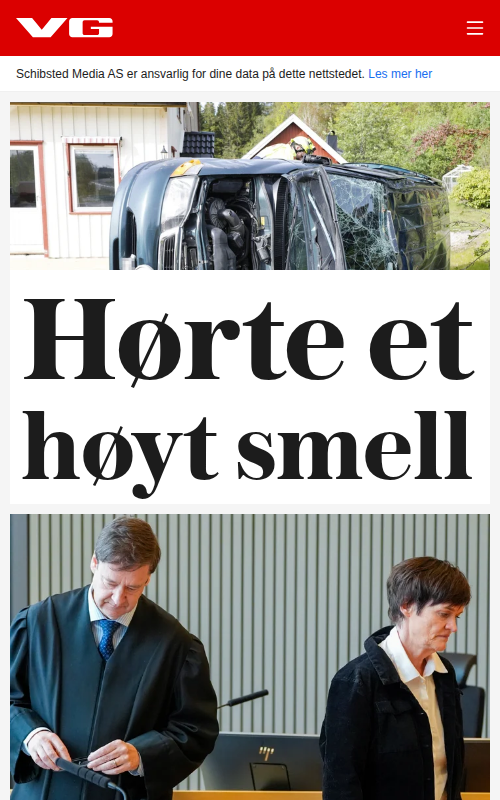 VG
Schibsted Media AS er ansvarlig for dine data på dette nettstedet. Les mer her
Hørte et
høyt smell